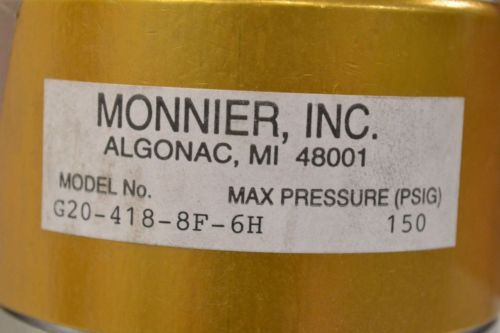 MONNIER, INC.
ALGONAC, MI 48001
MODEL No. MAX PRESSURE (PSIG)
G20-418-8F-6H 150